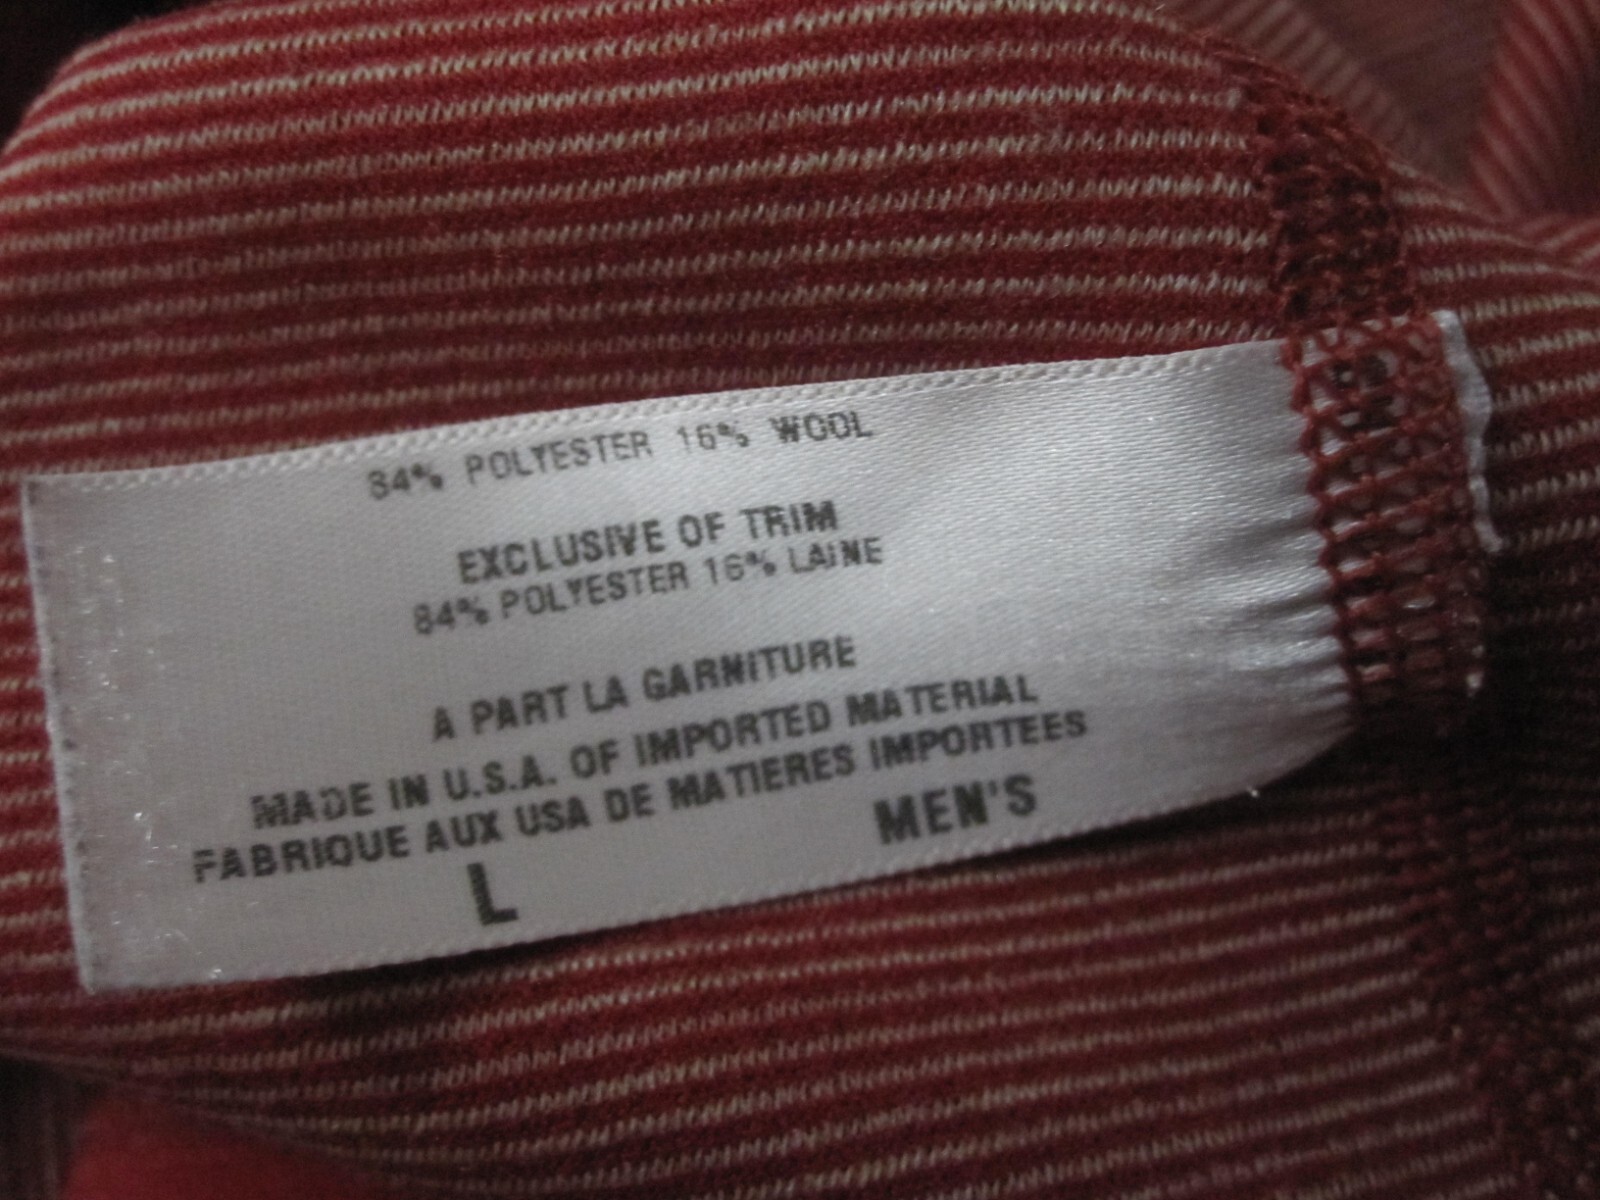 84% POLYESTER 16% WOOL
EXCLUSIVE OF TRIM
84% POLYESTER 16% LAINE
A PART LA GARNITURE
MADE IN U.S.A. OF IMPORTED MATERIAL
FABRIQUE AUX USA DE MATIERES IMPORTEES
L MEN'S